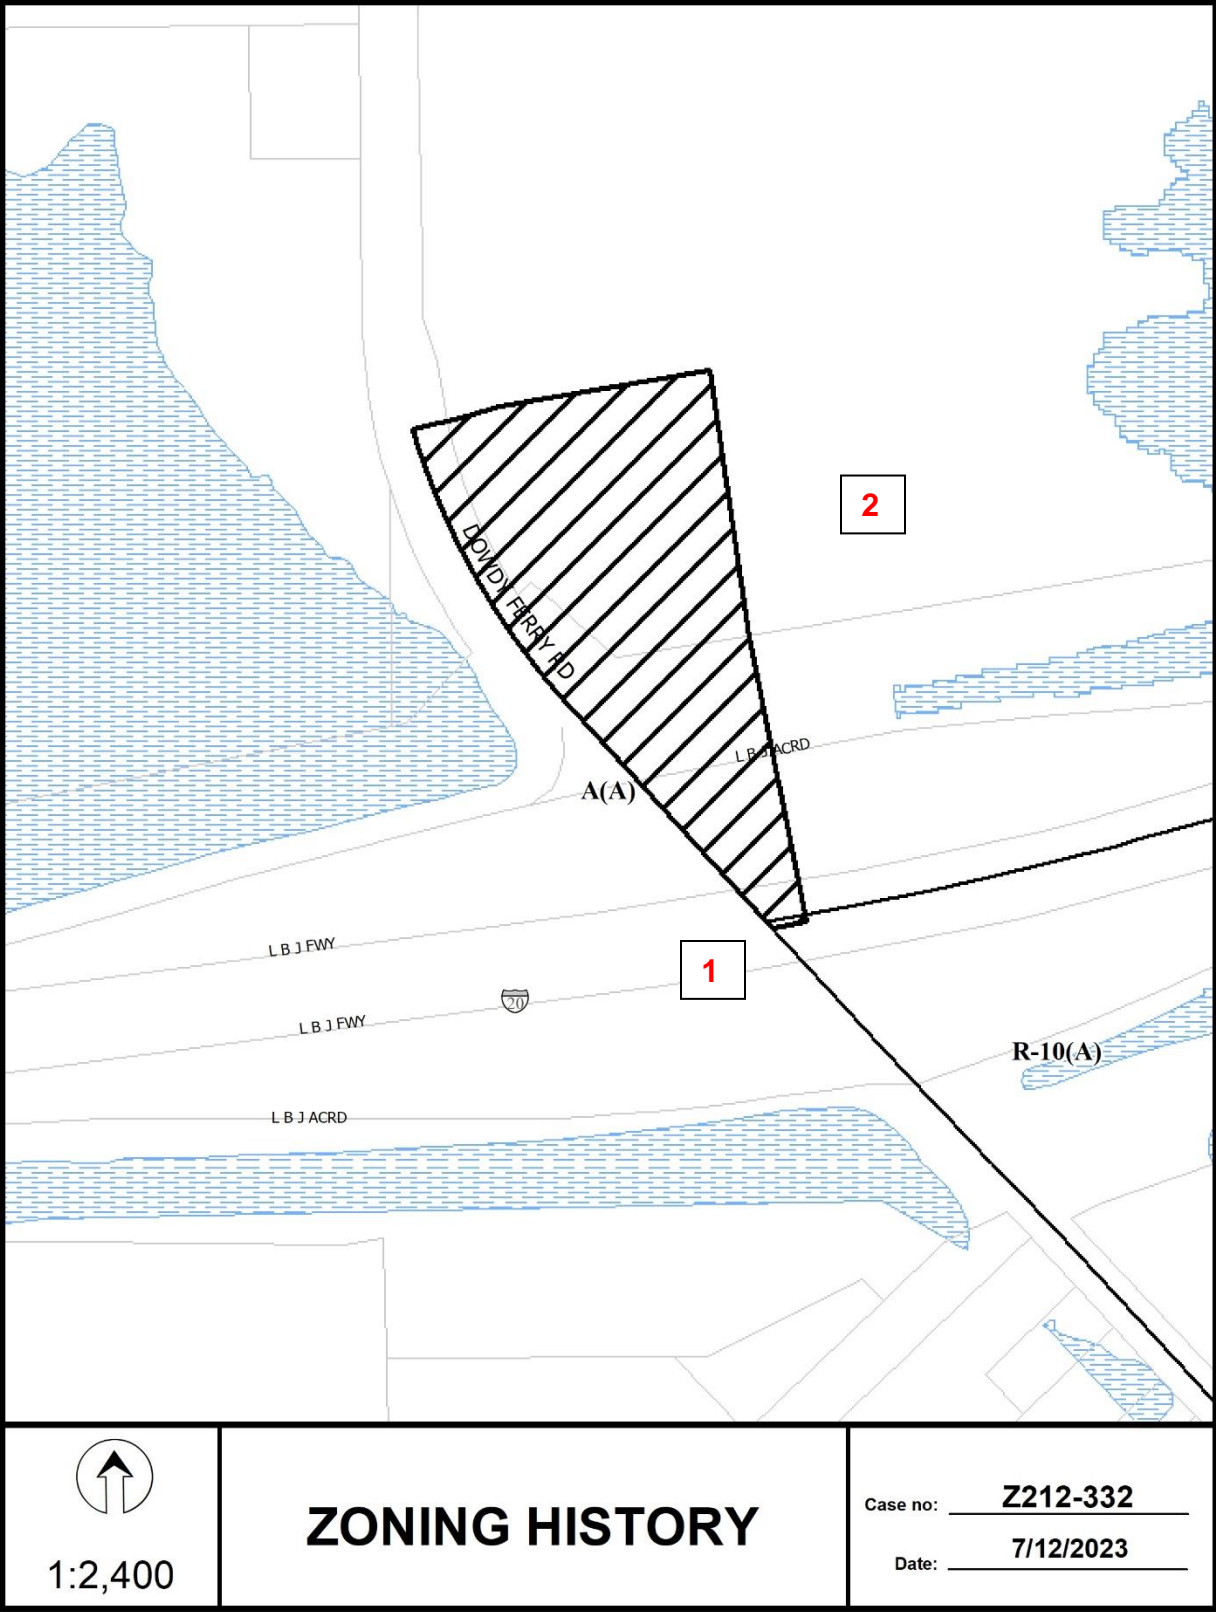 2
DOWDY FERRY RD
L B J ACRD
A(A)
L B J FWY
1
20
L B J FWY
R-10(A)
L B J ACRD
1:2,400
ZONING HISTORY
Case no: Z212-332
Date: 7/12/2023